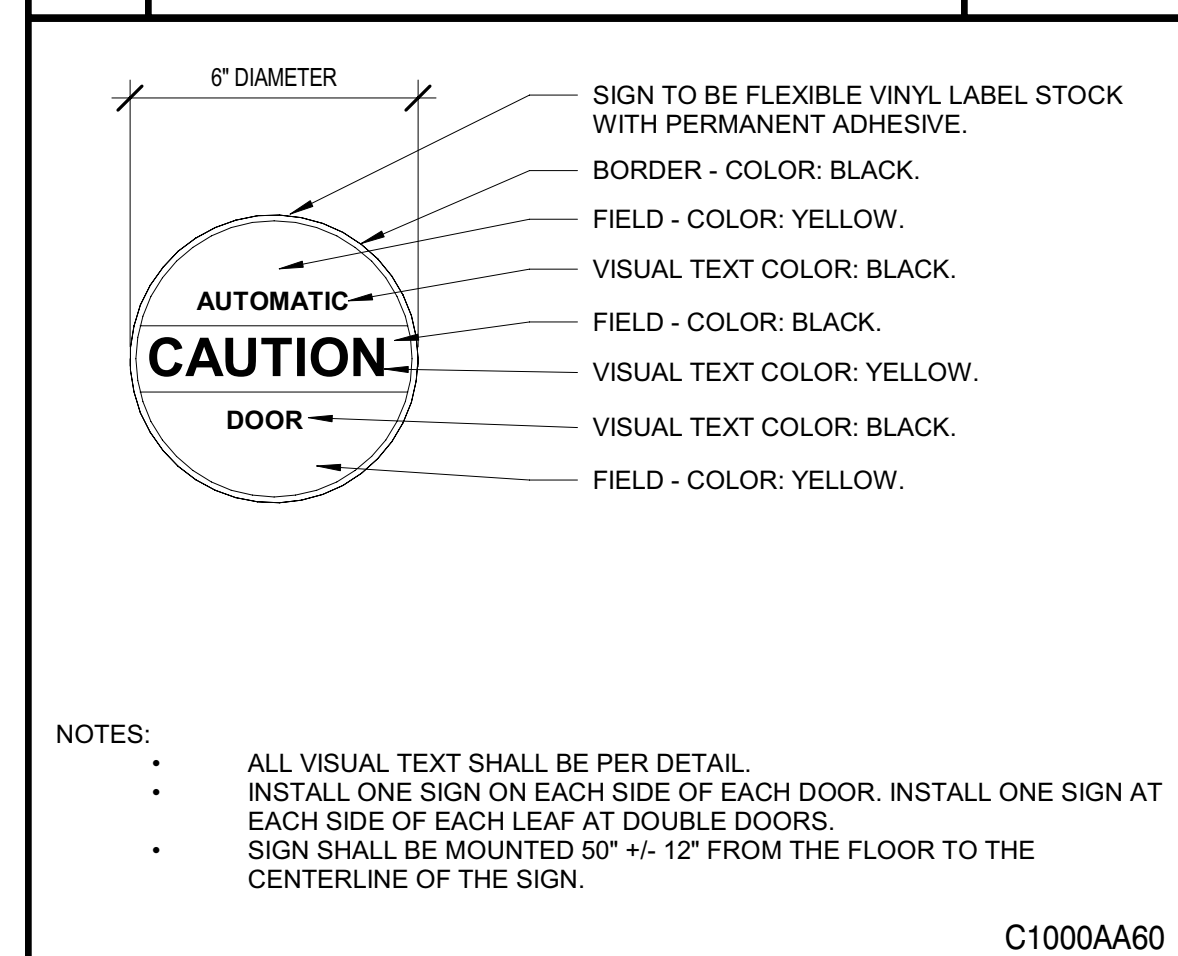 6" DIAMETER
SIGN TO BE FLEXIBLE VINYL LABEL STOCK
WITH PERMANENT ADHESIVE.
BORDER - COLOR: BLACK.
FIELD - COLOR: YELLOW.
VISUAL TEXT COLOR: BLACK.
FIELD - COLOR: BLACK.
VISUAL TEXT COLOR: YELLOW.
VISUAL TEXT COLOR: BLACK.
FIELD - COLOR: YELLOW.
AUTOMATIC
CAUTION
DOOR
NOTES:
• ALL VISUAL TEXT SHALL BE PER DETAIL.
• INSTALL ONE SIGN ON EACH SIDE OF EACH DOOR. INSTALL ONE SIGN AT
EACH SIDE OF EACH LEAF AT DOUBLE DOORS.
• SIGN SHALL BE MOUNTED 50" +/- 12" FROM THE FLOOR TO THE
CENTERLINE OF THE SIGN.
C1000AA60